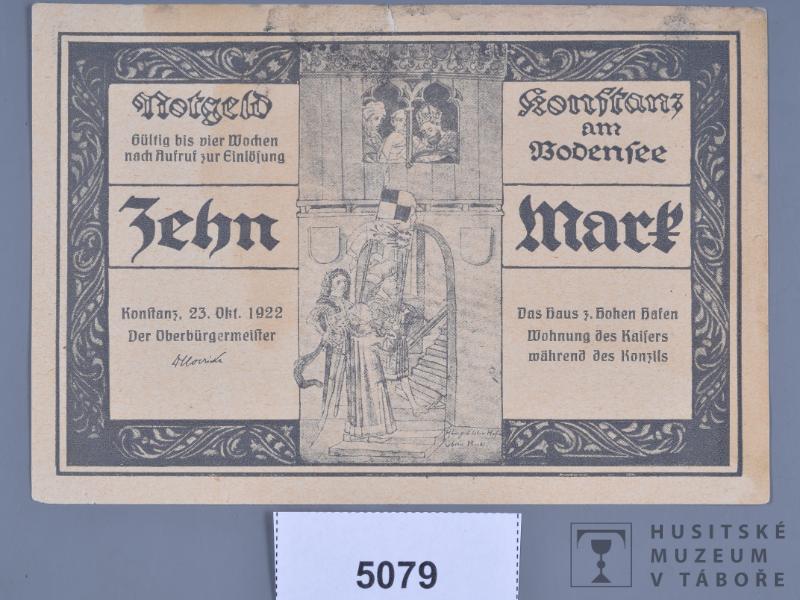 Notgeld
Gültig bis vier Wochen
nach Aufruf zur Einlösung
Konstanz
am
Bodensee
Zehn
Mark
Konstanz, 23. Okt. 1922
Der Oberbürgermeister
Das Haus z. Hohen Hafen
Wohnung des Kaisers
während des Konzils
5079
HUSITSKÉ
MUZEUM
V TÁBOŘE